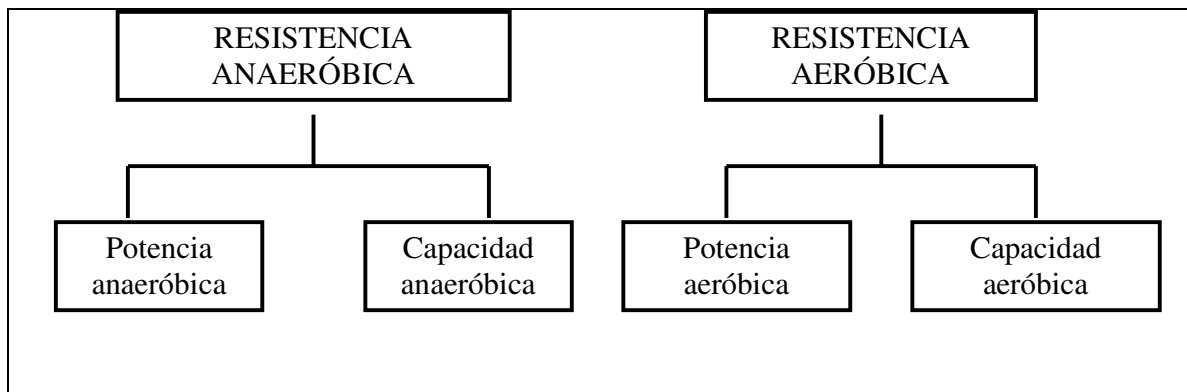 RESISTENCIA
ANAERÓBICA
RESISTENCIA
AERÓBICA
Potencia
anaeróbica
Capacidad
anaeróbica
Potencia
aeróbica
Capacidad
aeróbica